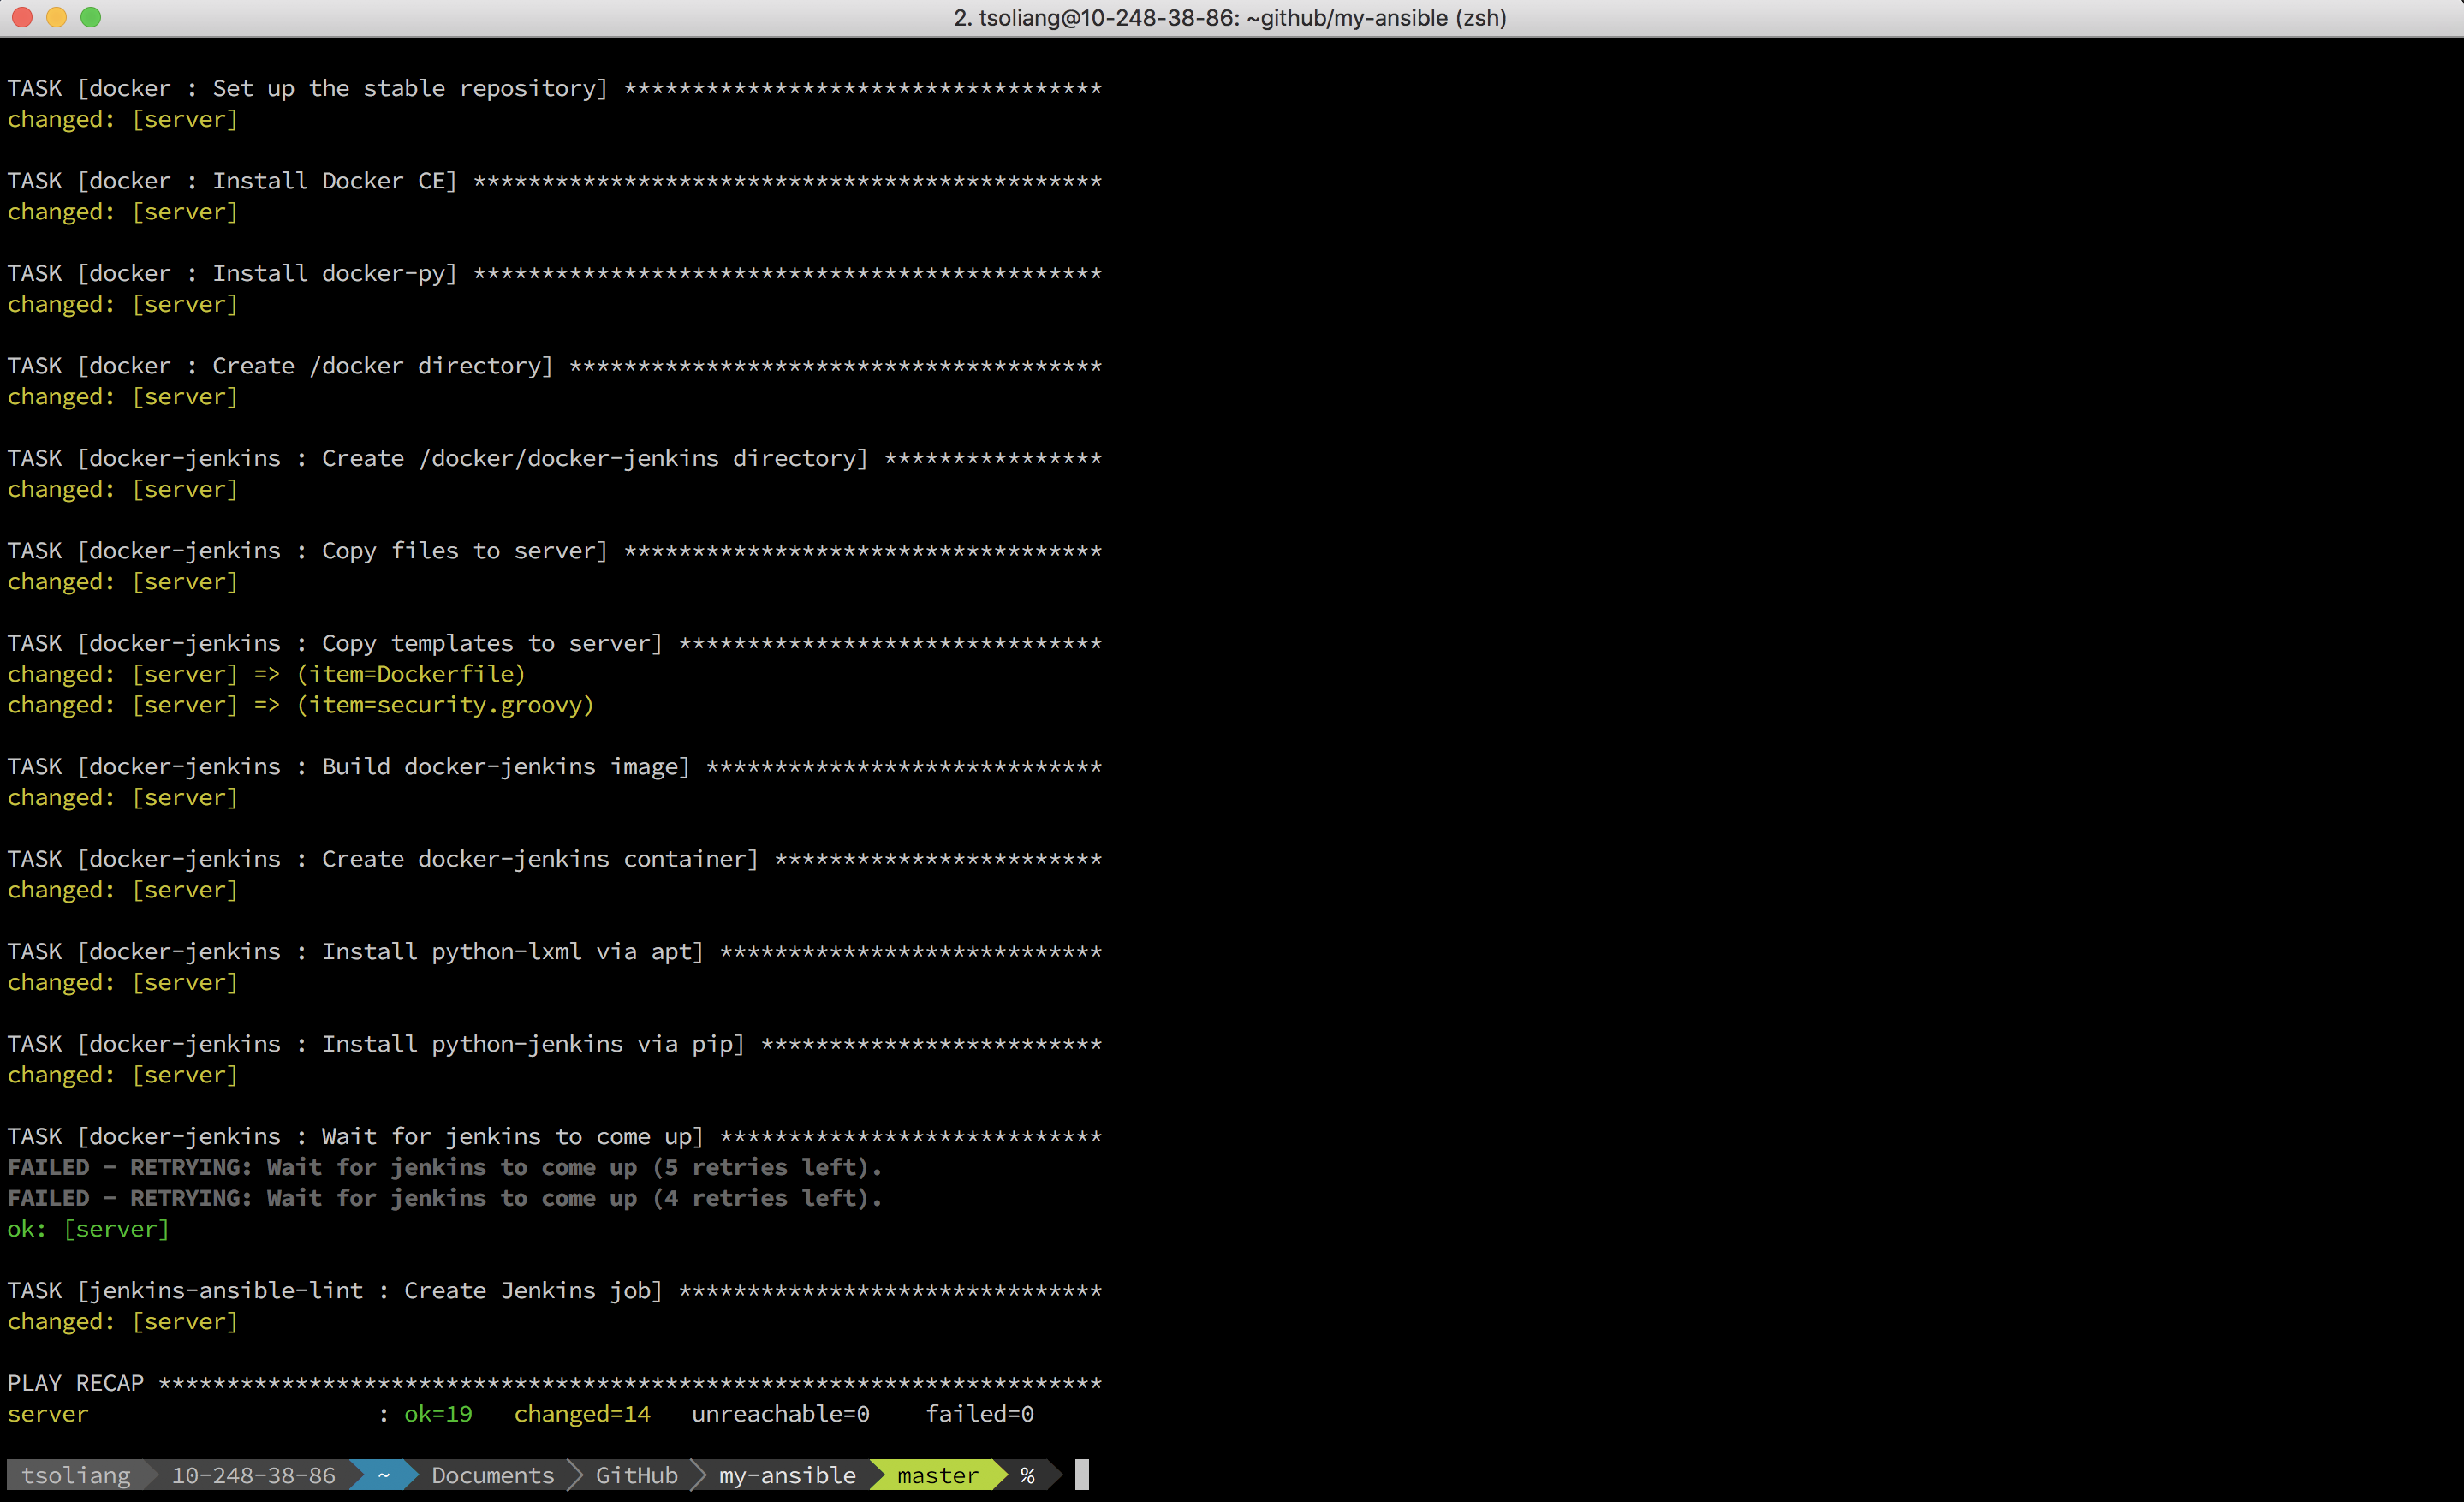 2. tsoliang@10-248-38-86: ~github/my-ansible (zsh)
TASK [docker : Set up the stable repository] ***********************************
changed: [server]
TASK [docker : Install Docker CE] **********************************************
changed: [server]
TASK [docker : Install docker-py] **********************************************
changed: [server]
TASK [docker : Create /docker directory] ***************************************
changed: [server]
TASK [docker-jenkins : Create /docker/docker-jenkins directory] ****************
changed: [server]
TASK [docker-jenkins : Copy files to server] ***********************************
changed: [server]
TASK [docker-jenkins : Copy templates to server] *******************************
changed: [server] => (item=Dockerfile)
changed: [server] => (item=security.groovy)
TASK [docker-jenkins : Build docker-jenkins image] *****************************
changed: [server]
TASK [docker-jenkins : Create docker-jenkins container] ************************
changed: [server]
TASK [docker-jenkins : Install python-lxml via apt] ****************************
changed: [server]
TASK [docker-jenkins : Install python-jenkins via pip] *************************
changed: [server]
TASK [docker-jenkins : Wait for jenkins to come up] ****************************
FAILED - RETRYING: Wait for jenkins to come up (5 retries left).
FAILED - RETRYING: Wait for jenkins to come up (4 retries left).
ok: [server]
TASK [jenkins-ansible-lint : Create Jenkins job] *******************************
changed: [server]
PLAY RECAP *********************************************************************
server                     : ok=19   changed=14   unreachable=0    failed=0
tsoliang 10-248-38-86 ~ Documents GitHub my-ansible master %